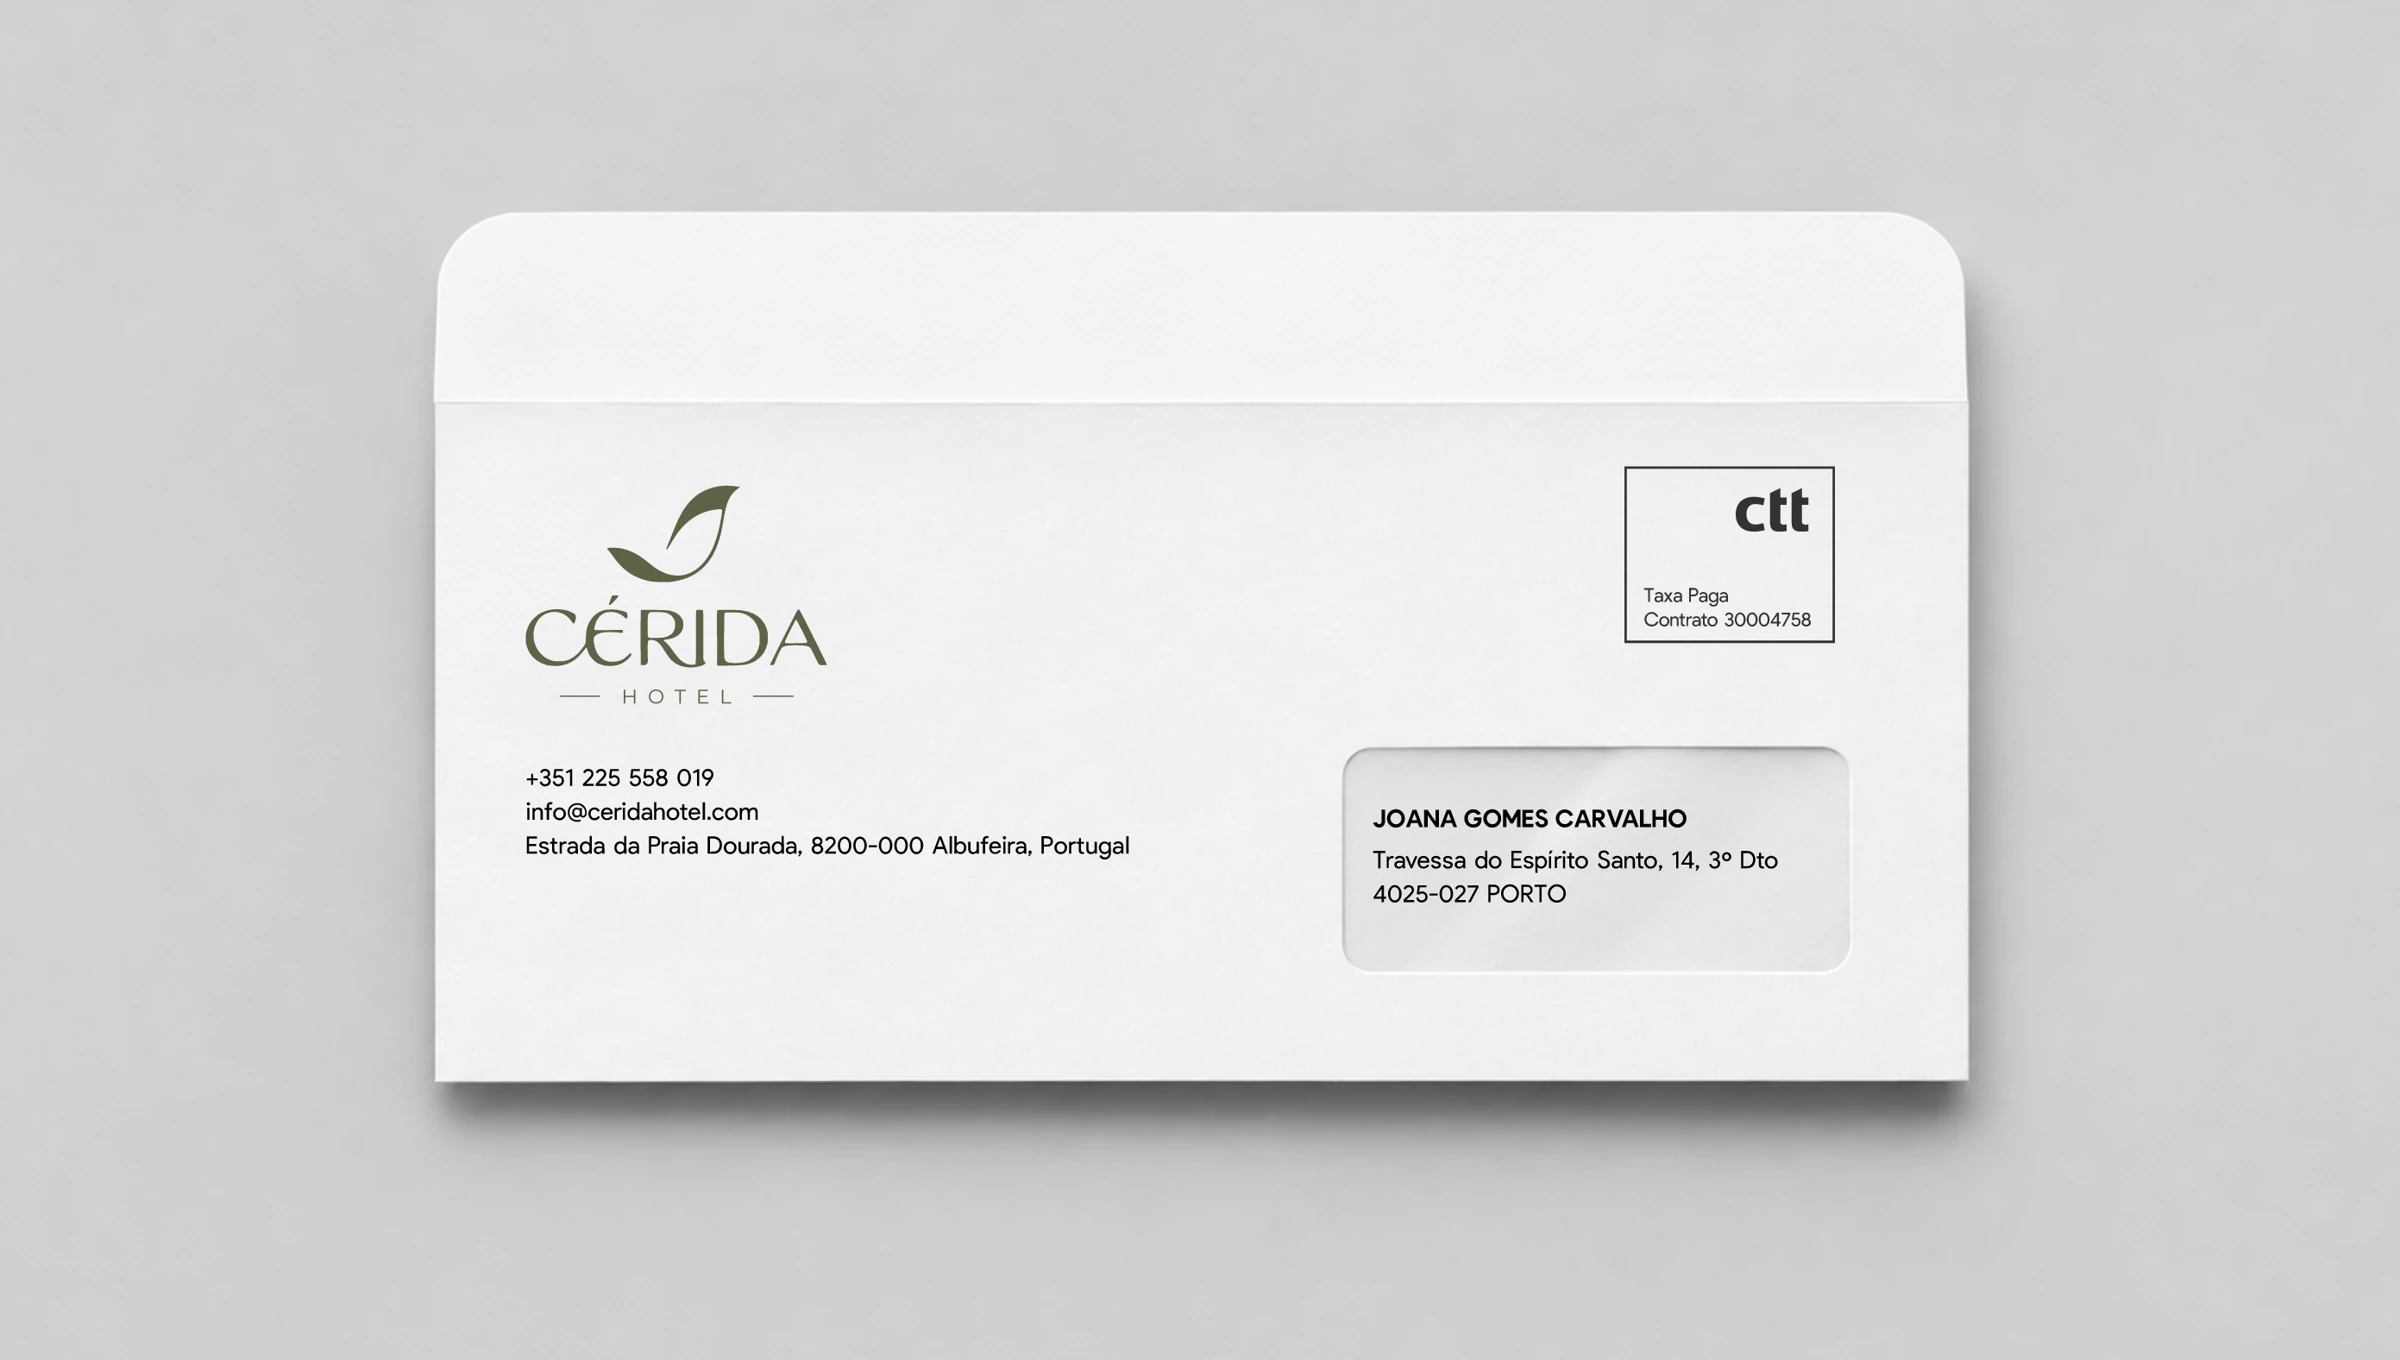 CÉRIDA
HOTEL
+351 225 558 019
info@ceridahotel.com
Estrada da Praia Dourada, 8200-000 Albufeira, Portugal
ctt
Taxa Paga
Contrato 30004758
JOANA GOMES CARVALHO
Travessa do Espírito Santo, 14, 3º Dto
4025-027 PORTO